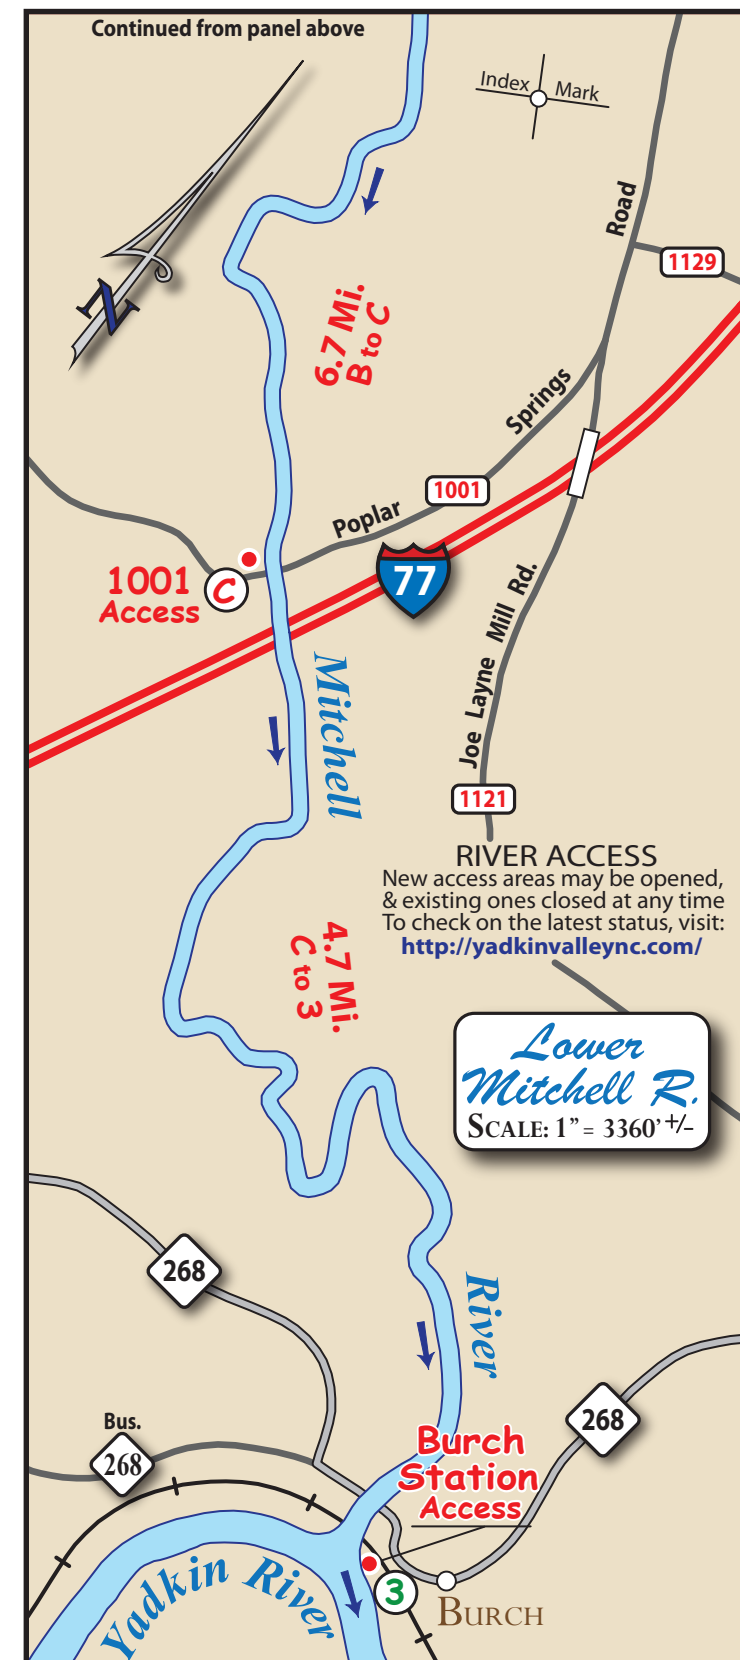 Continued from panel above
Index Mark
N
Road
1129
6.7 Mi.
B to C
Springs
1001
Poplar
77
1001
Access
C
Joe Layne Mill Rd.
Mitchell
1121
RIVER ACCESS
New access areas may be opened,
& existing ones closed at any time
To check on the latest status, visit:
http://yadkinvalleync.com/
4.7 Mi.
C to 3
Lower
Mitchell R.
SCALE: 1” = 3360’ +/-
268
River
268
Bus.
268
Burch
Station
Access
Yadkin River
3
BURCH